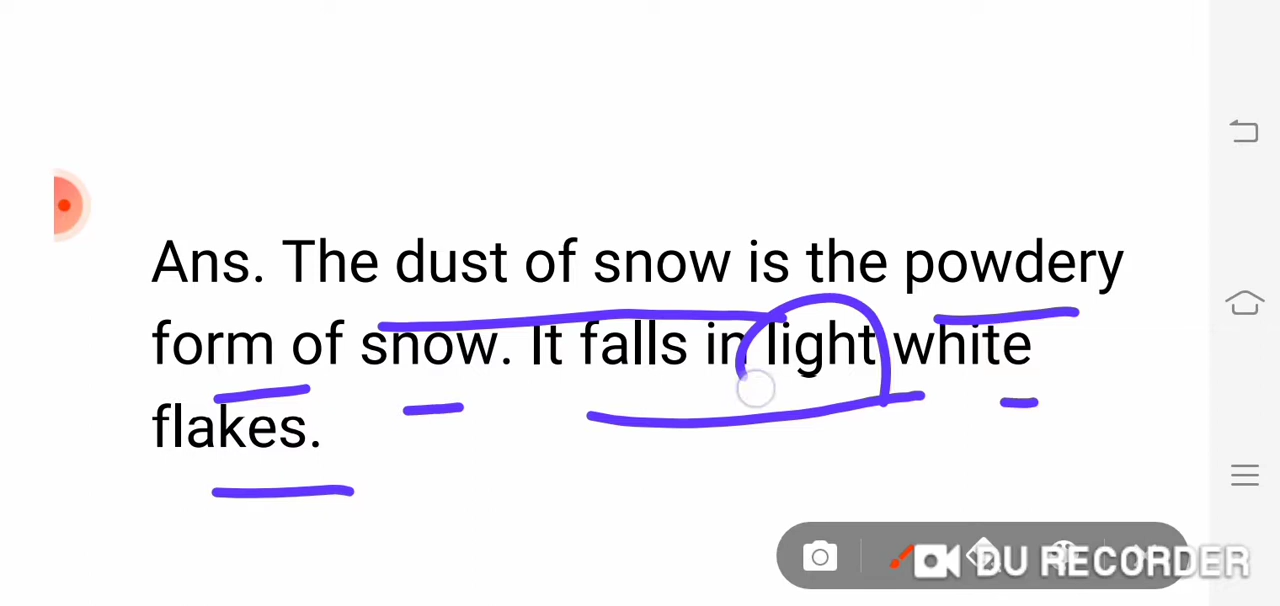 Ans. The dust of snow is the powdery
form of snow. It falls in light white
flakes.
DU RECORDER